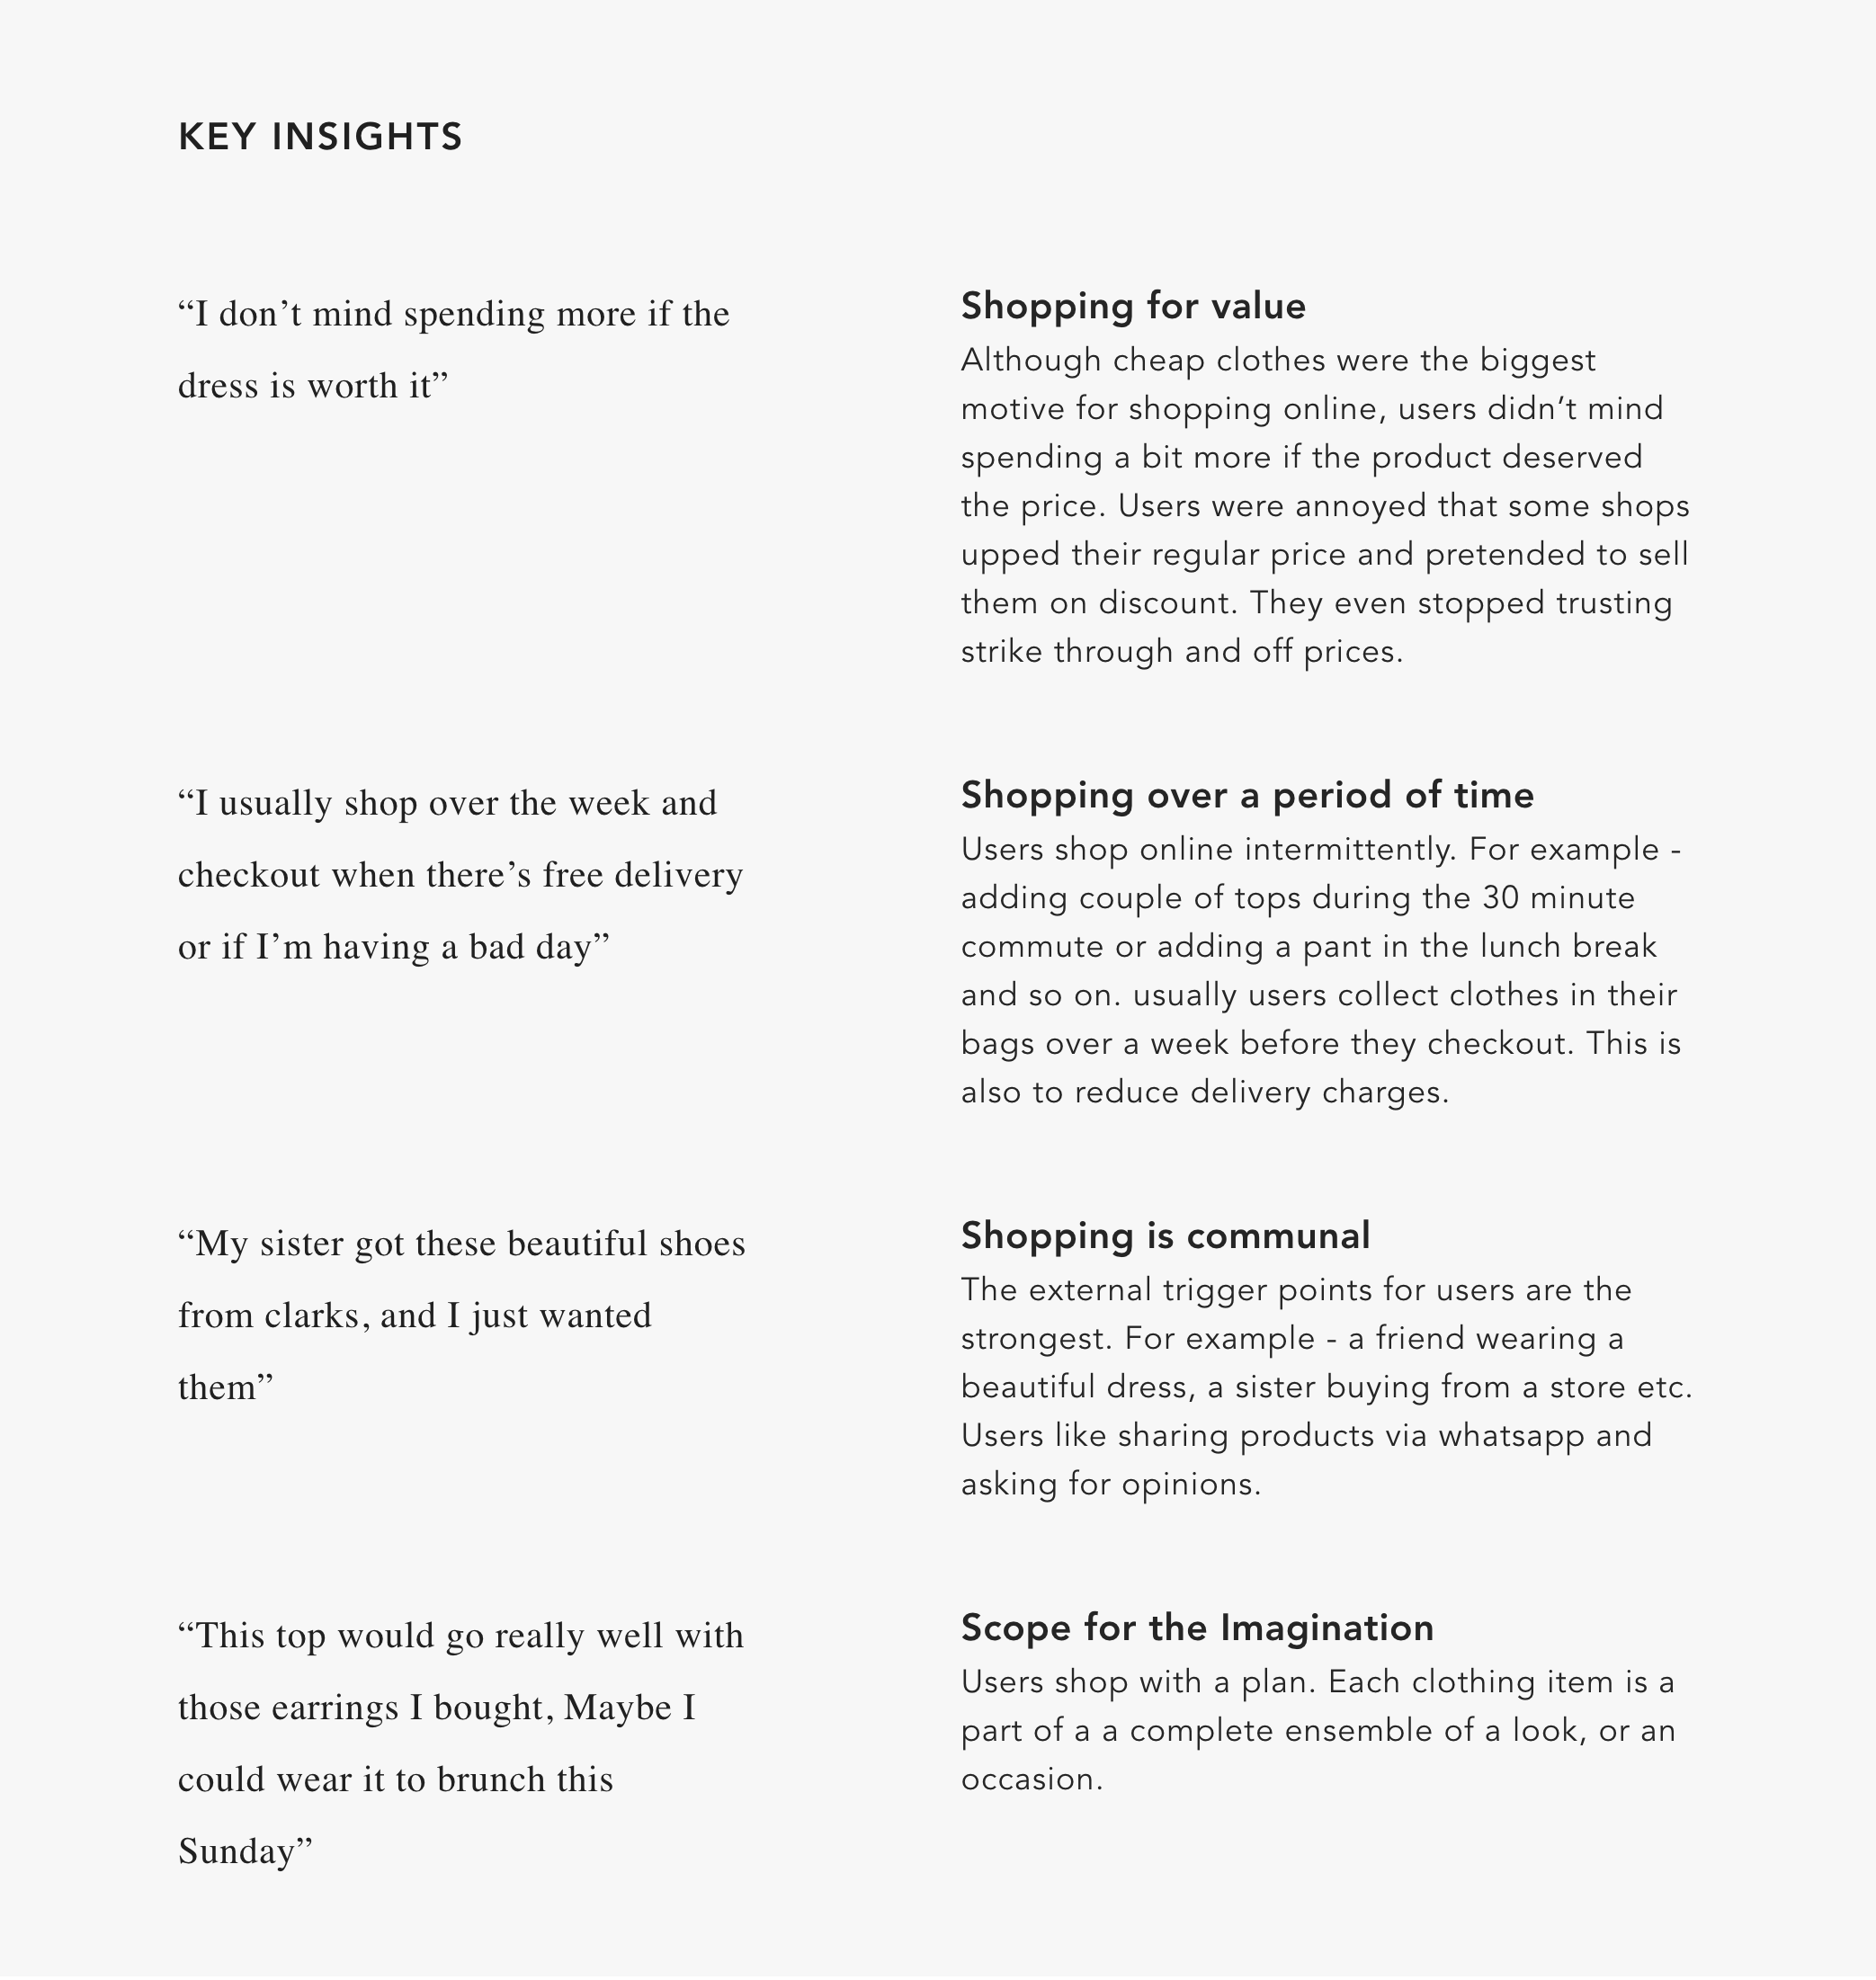 KEY INSIGHTS
“I don’t mind spending more if the
dress is worth it”
Shopping for value
Although cheap clothes were the biggest
motive for shopping online, users didn’t mind
spending a bit more if the product deserved
the price. Users were annoyed that some shops
upped their regular price and pretended to sell
them on discount. They even stopped trusting
strike through and off prices.
“I usually shop over the week and
checkout when there’s free delivery
or if I’m having a bad day”
Shopping over a period of time
Users shop online intermittently. For example -
adding couple of tops during the 30 minute
commute or adding a pant in the lunch break
and so on. usually users collect clothes in their
bags over a week before they checkout. This is
also to reduce delivery charges.
“My sister got these beautiful shoes
from clarks, and I just wanted
them”
Shopping is communal
The external trigger points for users are the
strongest. For example - a friend wearing a
beautiful dress, a sister buying from a store etc.
Users like sharing products via whatsapp and
asking for opinions.
“This top would go really well with
those earrings I bought, Maybe I
could wear it to brunch this
Sunday”
Scope for the Imagination
Users shop with a plan. Each clothing item is a
part of a a complete ensemble of a look, or an
occasion.